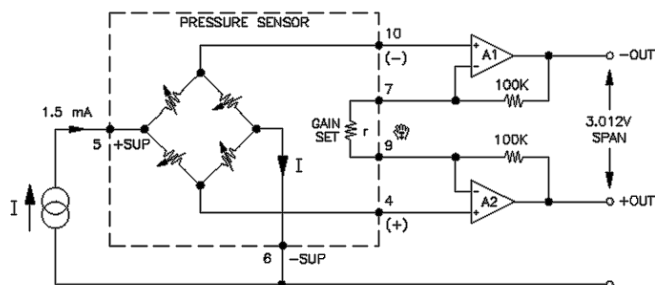 PRESSURE SENSOR
10
(-)
A1
-OUT
+
-
7
100K
1.5 mA
GAIN
SET
r
3.012V
SPAN
5
+SUP
9
100K
I
I
-
A2
+
+OUT
4
(+)
6
-SUP